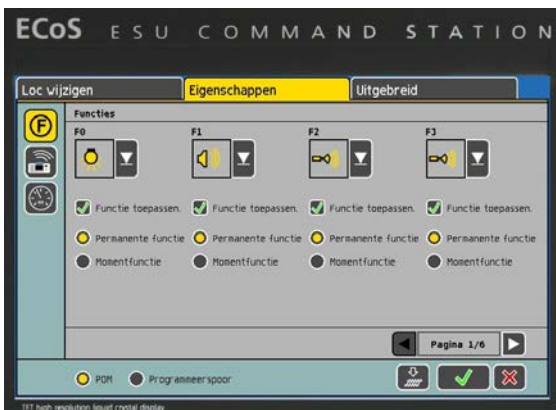 ECoS ESU COMMAND STATION
Loc wijzigen Eigenschappen Uitgebreid
Functies
F0 F1 F2 F3
Functie toepassen. Functie toepassen. Functie toepassen. Functie toepassen.
Permanente functie Permanente functie Permanente functie Permanente functie
Momentfunctie Momentfunctie Momentfunctie Momentfunctie
Pagina 1/6
POM Programmeerspoor
TFT high resolution liquid crystal display